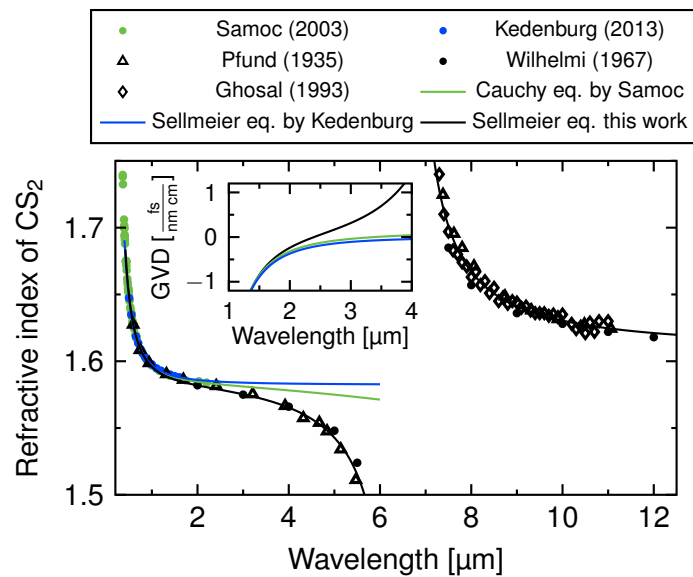 Samoc (2003) Kedenburg (2013)
Pfund (1935) Wilhelmi (1967)
Ghosal (1993) Cauchy eq. by Samoc
Sellmeier eq. by Kedenburg Sellmeier eq. this work
Refractive index of CS₂
1.7
1.6
1.5
GVD [fs/nm cm]
1
0
−1
1 2 3 4
Wavelength [μm]
2 4 6 8 10 12
Wavelength [μm]